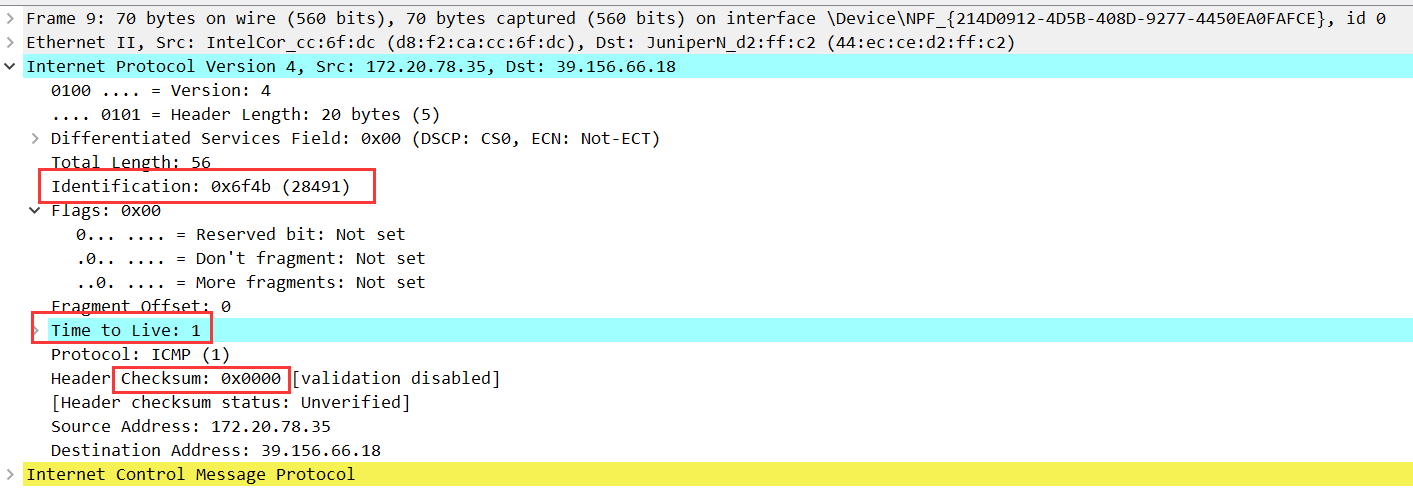 Frame 9: 70 bytes on wire (560 bits), 70 bytes captured (560 bits) on interface \Device\NPF_{214D0912-4D5B-408D-9277-4450EA0FAFCE}, id 0
Ethernet II, Src: IntelCor_cc:6f:dc (d8:f2:ca:cc:6f:dc), Dst: JuniperN_d2:ff:c2 (44:ec:ce:d2:ff:c2)
Internet Protocol Version 4, Src: 172.20.78.35, Dst: 39.156.66.18
0100 .... = Version: 4
.... 0101 = Header Length: 20 bytes (5)
Differentiated Services Field: 0x00 (DSCP: CS0, ECN: Not-ECT)
Total Length: 56
Identification: 0x6f4b (28491)
Flags: 0x00
0... .... = Reserved bit: Not set
.0.. .... = Don't fragment: Not set
..0. .... = More fragments: Not set
Fragment Offset: 0
Time to Live: 1
Protocol: ICMP (1)
Header Checksum: 0x0000 [validation disabled]
[Header checksum status: Unverified]
Source Address: 172.20.78.35
Destination Address: 39.156.66.18
Internet Control Message Protocol